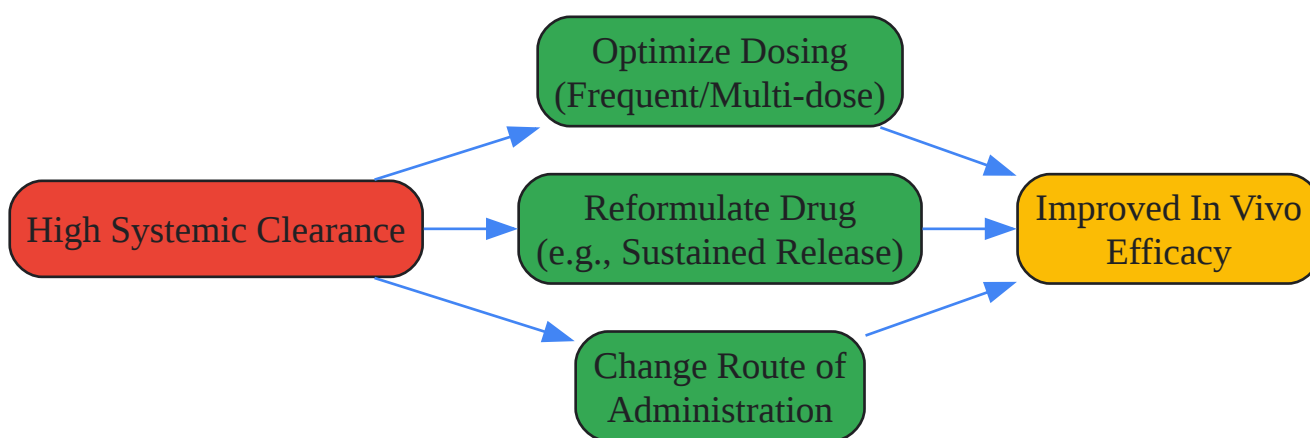 Optimize Dosing
(Frequent/Multi-dose)
High Systemic Clearance
Reformulate Drug
(e.g., Sustained Release)
Improved In Vivo
Efficacy
Change Route of
Administration